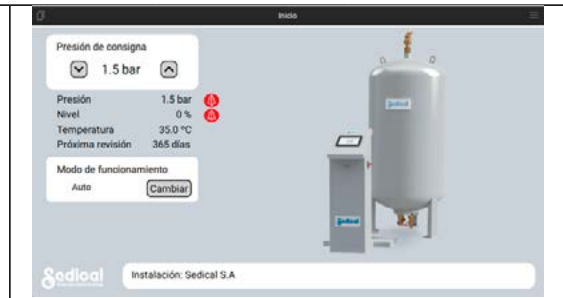 Inicio
Presión de consigna
1.5 bar
Presión 1.5 bar
Nivel 0 %
Temperatura 35.0 ºC
Próxima revisión 365 días
Modo de funcionamiento
Auto Cambiar
Sedical
Sedical
Sedical
Instalación: Sedical S.A